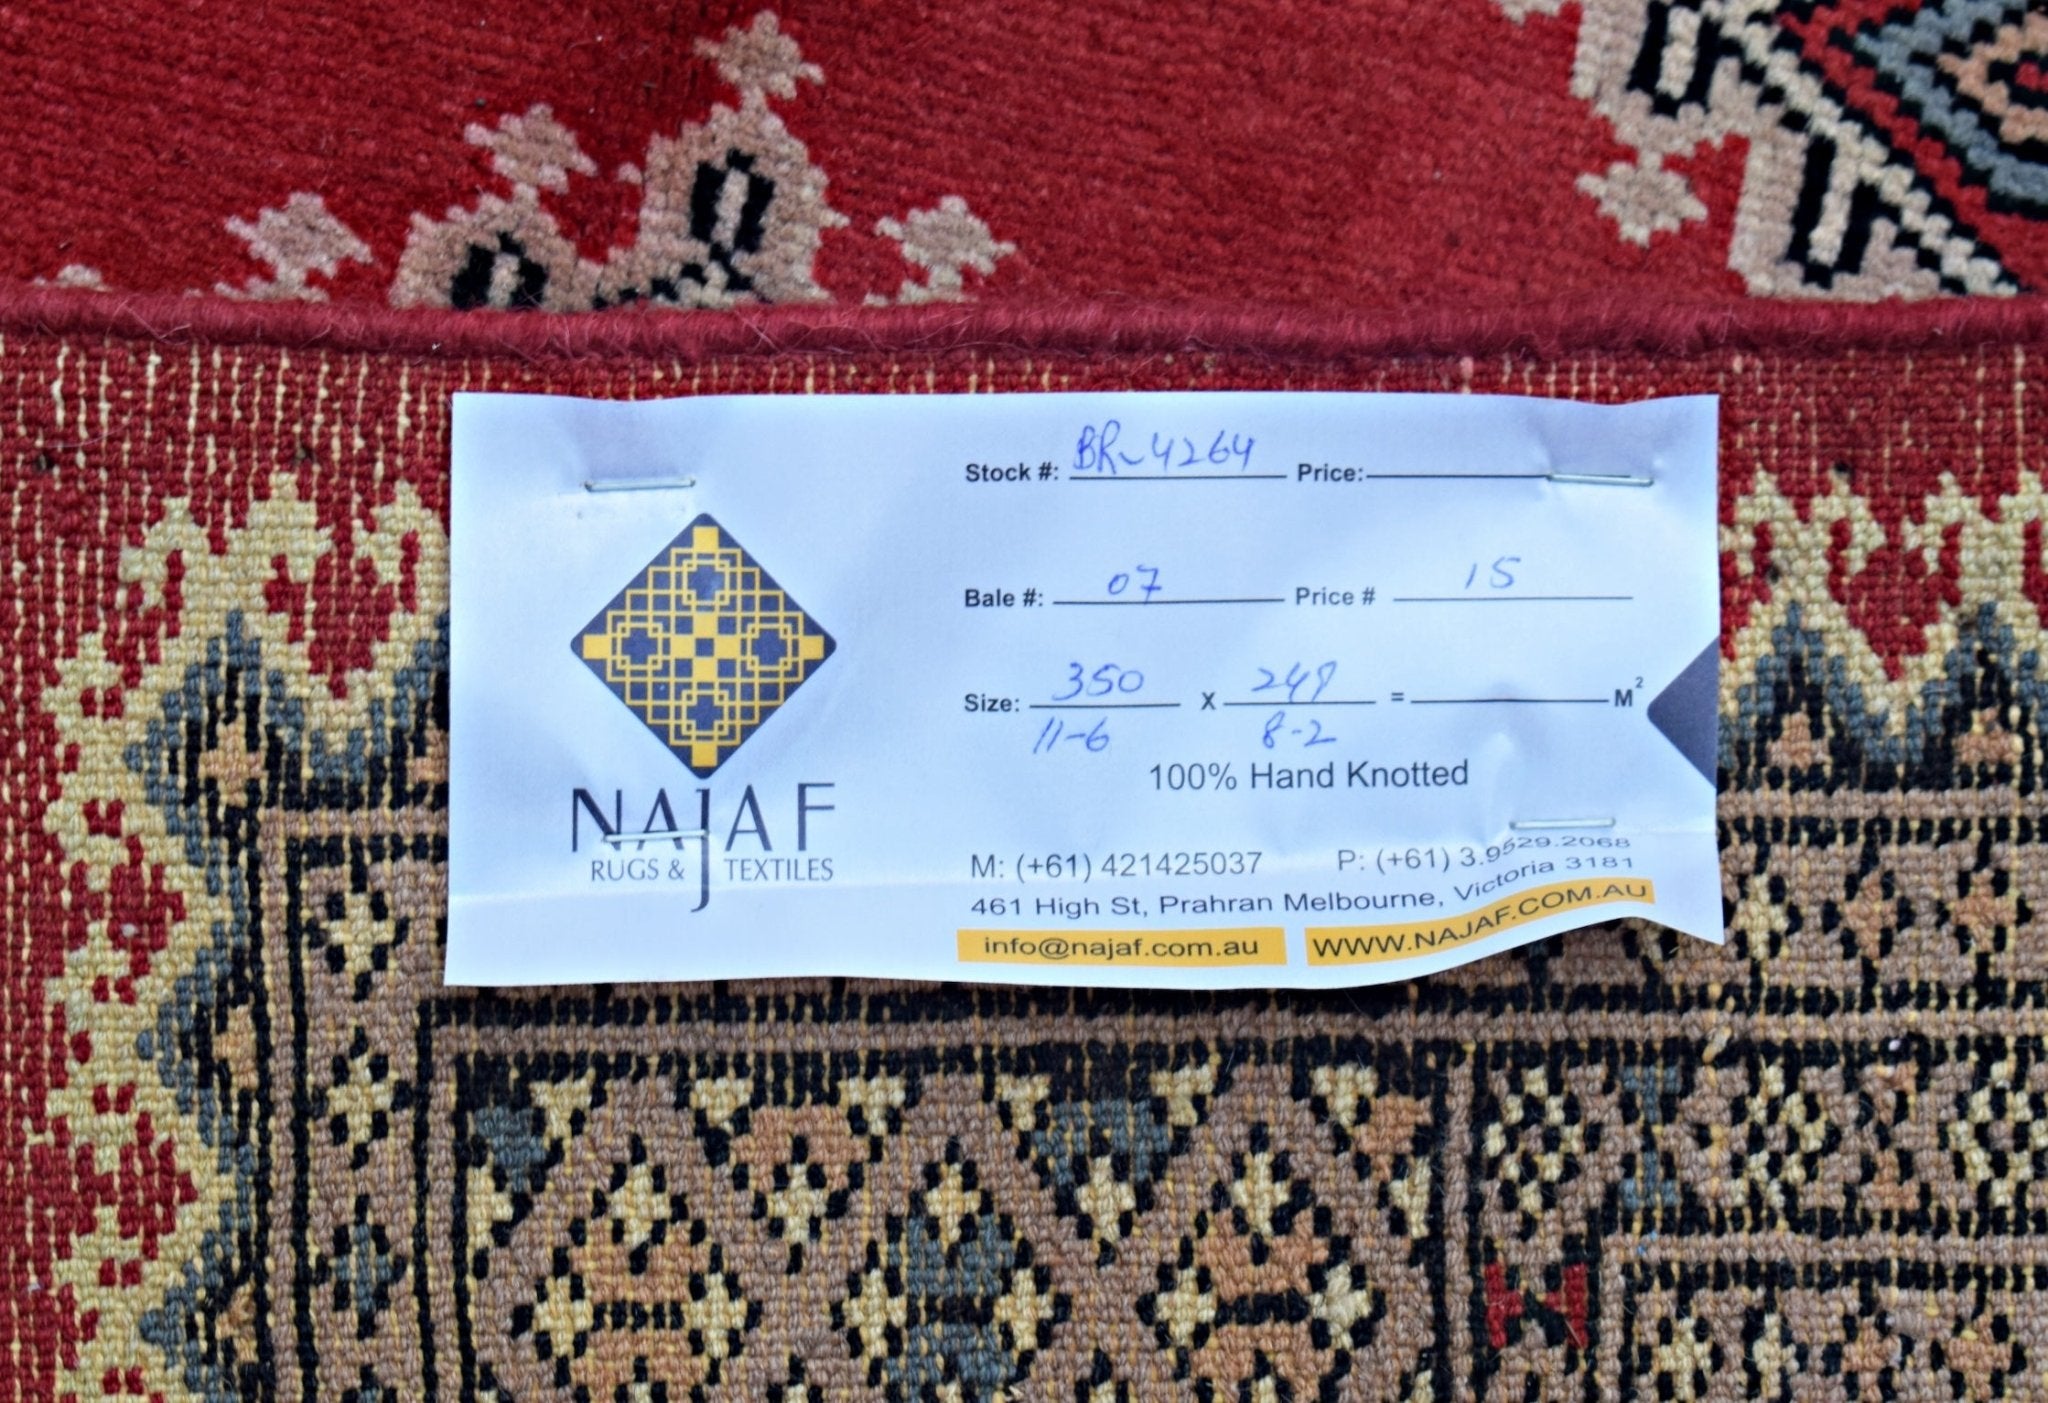 Stock #: BR-4264 Price:
Bale #: 07 Price # 15
Size: 350 X 249 = M²
11-6 8-2
100% Hand Knotted
NAJAF
RUGS & TEXTILES
M: (+61) 421425037 P: (+61) 3.9529.2068
461 High St, Prahran Melbourne, Victoria 3181
info@najaf.com.au WWW.NAJAF.COM.AU